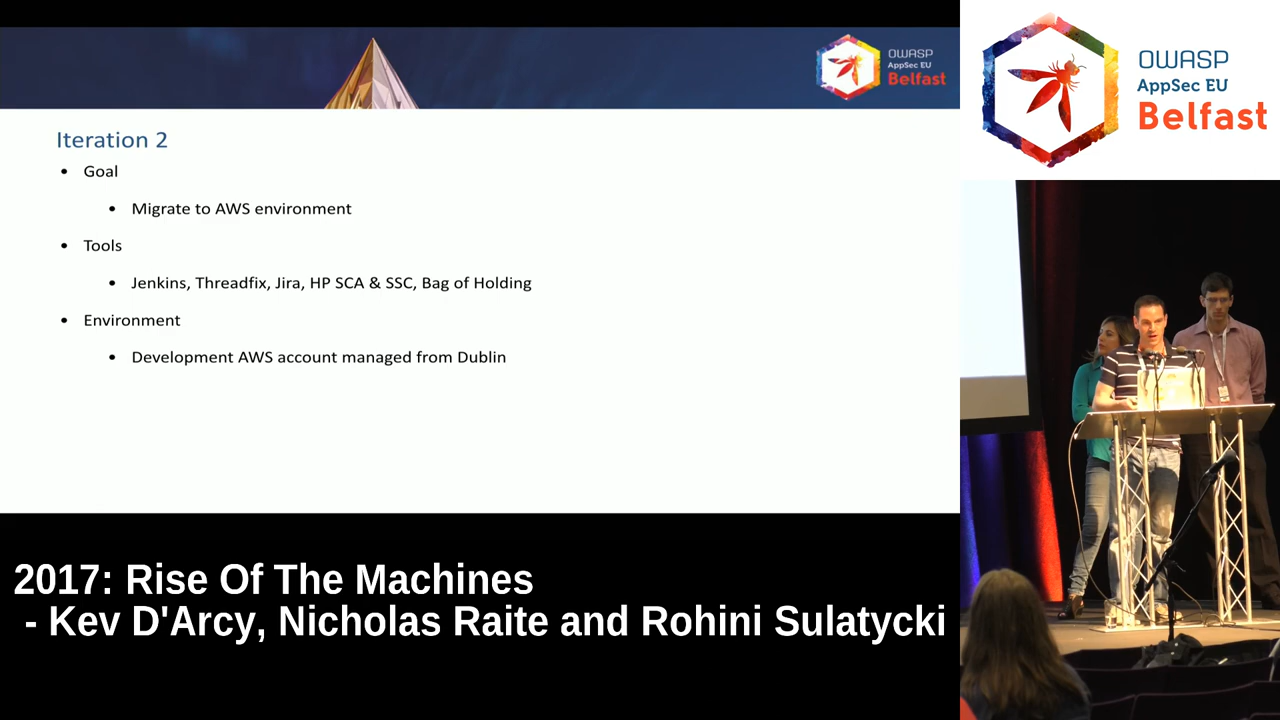 OWASP
AppSec EU
Belfast
Iteration 2
• Goal
• Migrate to AWS environment
• Tools
• Jenkins, Threadfix, Jira, HP SCA & SSC, Bag of Holding
• Environment
• Development AWS account managed from Dublin
2017: Rise Of The Machines
- Kev D'Arcy, Nicholas Raite and Rohini Sulatycki
OWASP
AppSec EU
Belfast